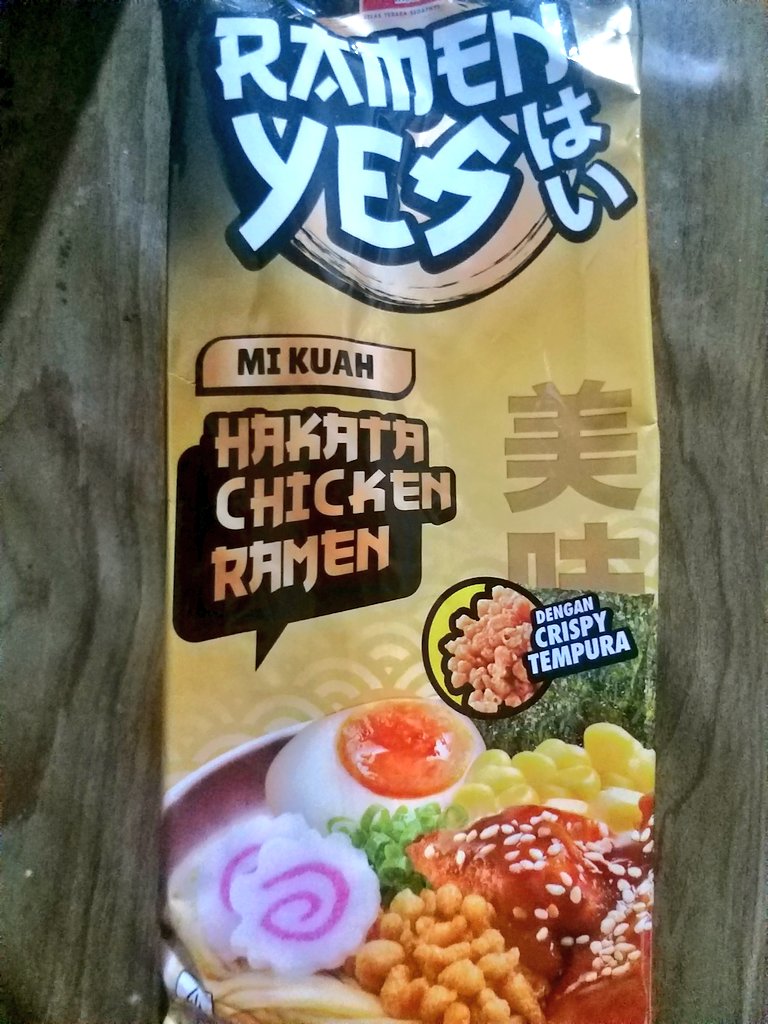 RAMEN
YES
はい
MI KUAH
HAKATA
CHICKEN
RAMEN
美味
DENGAN
CRISPY
TEMPURA